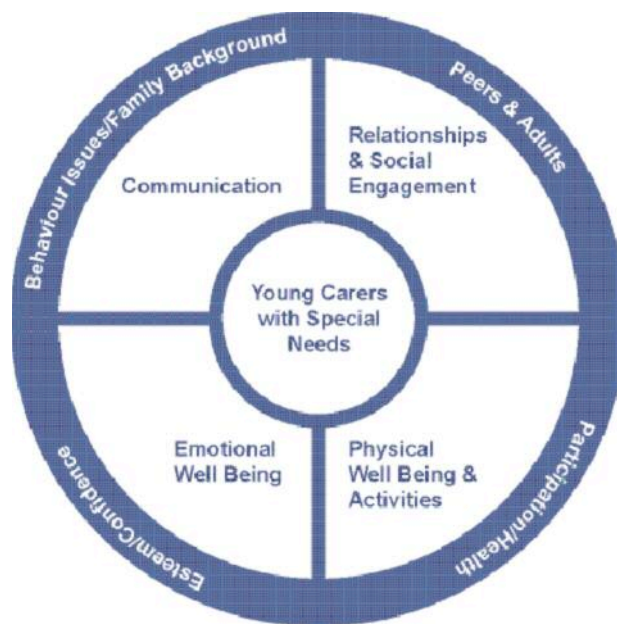 Behaviour Issues/Family Background
Peers & Adults
Communication
Relationships
& Social
Engagement
Young Carers
with Special
Needs
Emotional
Well Being
Physical
Well Being &
Activities
Esteem/Confidence
Participation/Health